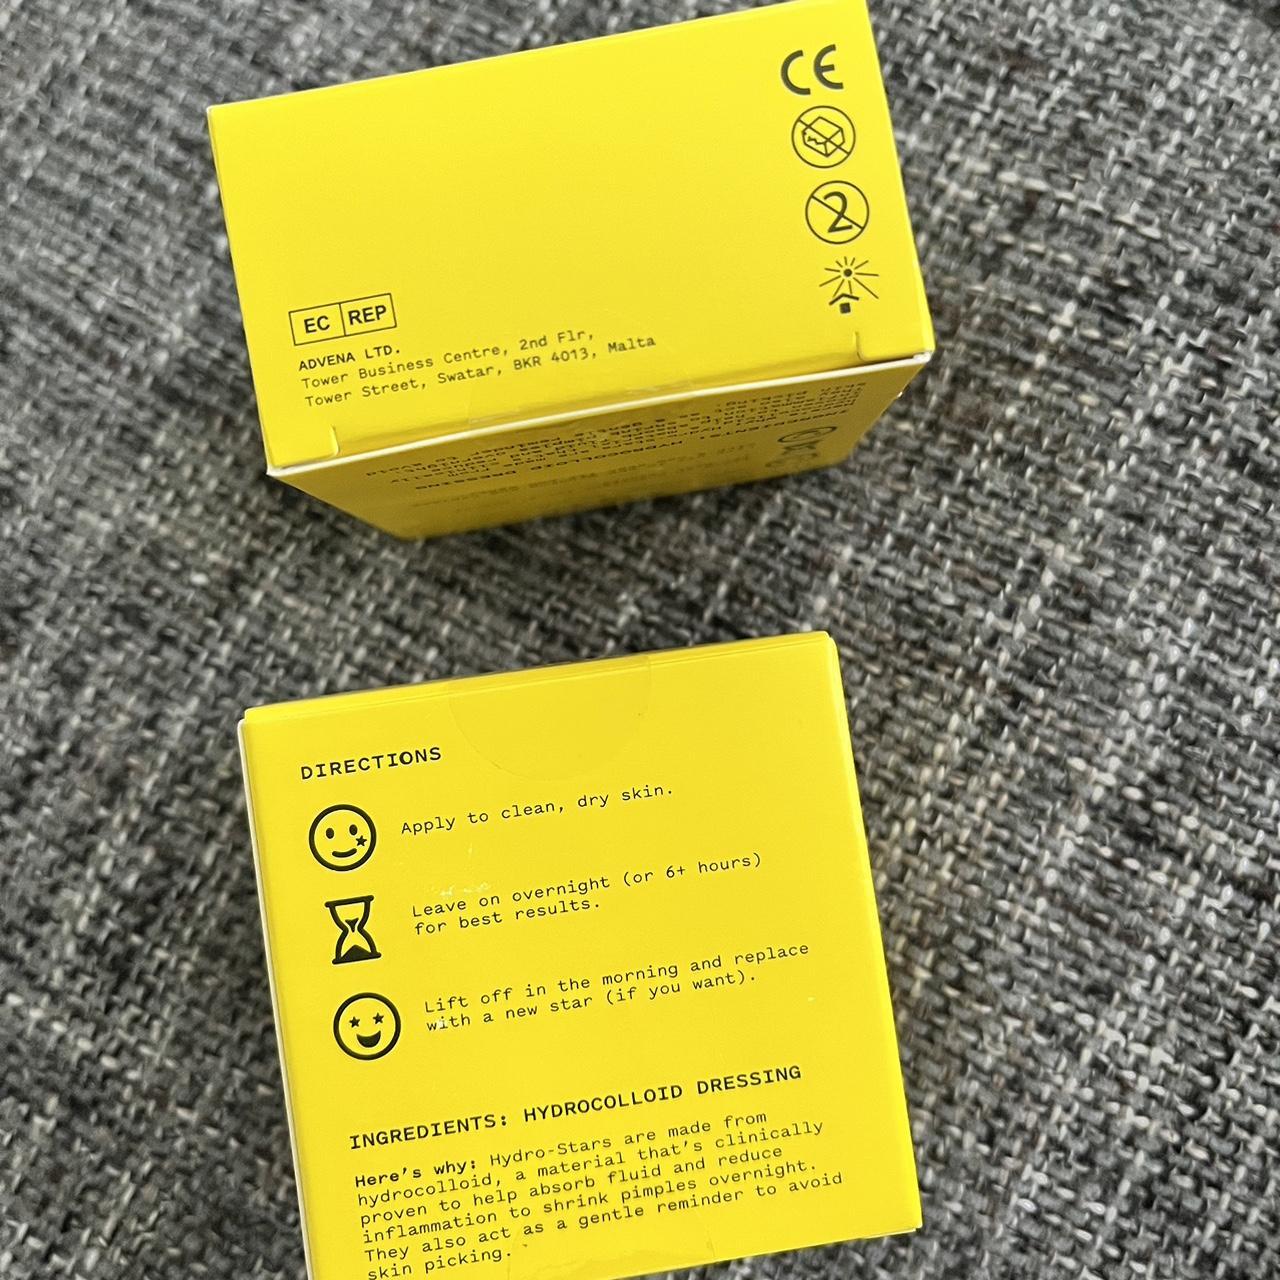 CE
2
EC REP
ADVENA LTD.
Tower Business Centre, 2nd Flr,
Tower Street, Swatar, BKR 4013, Malta
INGREDIENTS: HYDROCOLLOID DRESSING
DIRECTIONS
Apply to clean, dry skin.
Leave on overnight (or 6+ hours)
for best results.
Lift off in the morning and replace
with a new star (if you want).
INGREDIENTS: HYDROCOLLOID DRESSING
Here's why: Hydro-Stars are made from
hydrocolloid, a material that's clinically
proven to help absorb fluid and reduce
inflammation to shrink pimples overnight.
They also act as a gentle reminder to avoid
skin picking.